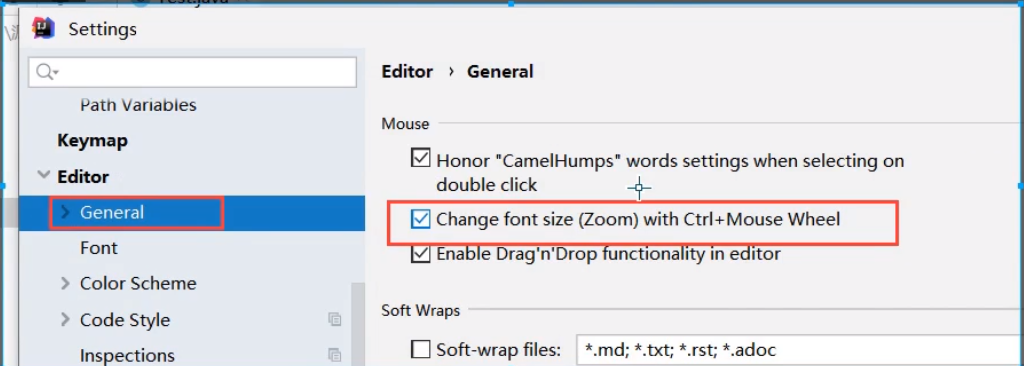 Settings
Path Variables
Keymap
Editor
General
Font
Color Scheme
Code Style
Inspections
Editor › General
Mouse
Honor "CamelHumps" words settings when selecting on
double click
Change font size (Zoom) with Ctrl+Mouse Wheel
Enable Drag'n'Drop functionality in editor
Soft Wraps
Soft-wrap files: *.md; *.txt; *.rst; *.adoc